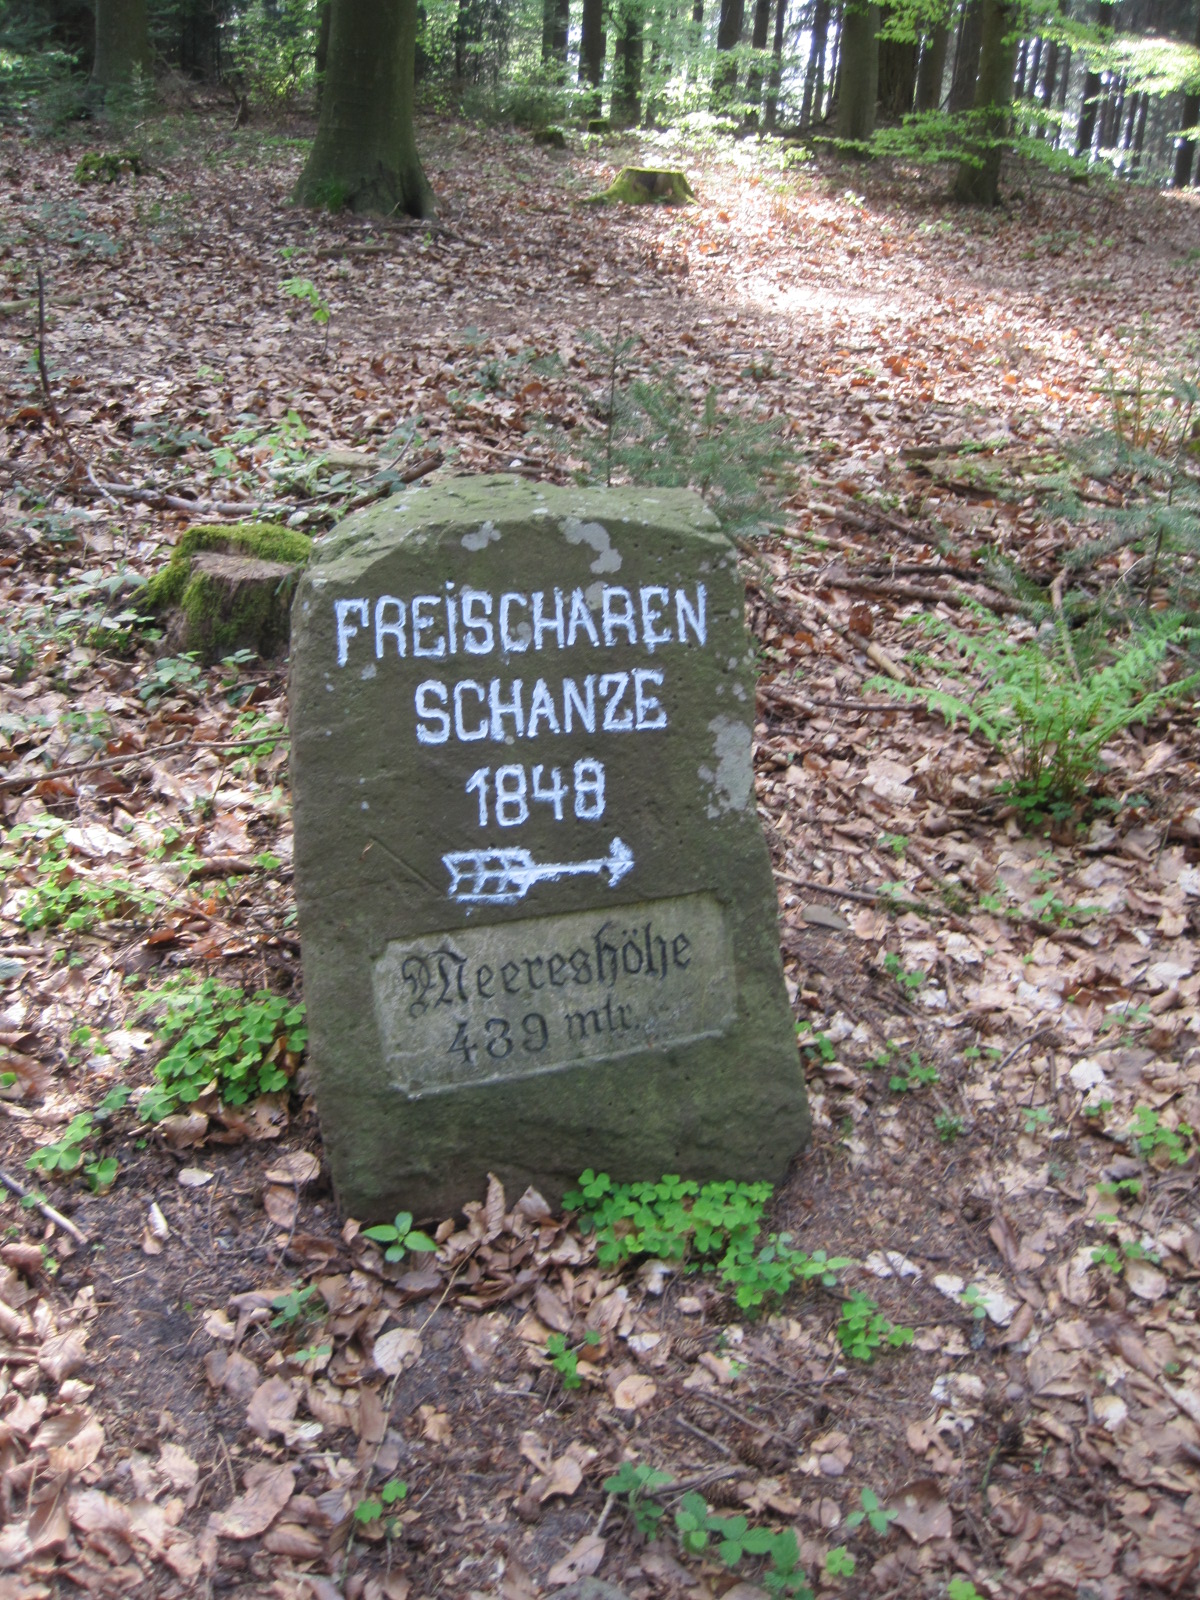 FREiSCHAREN
SCHANZE
1848
Meereshöhe
439 mtr.